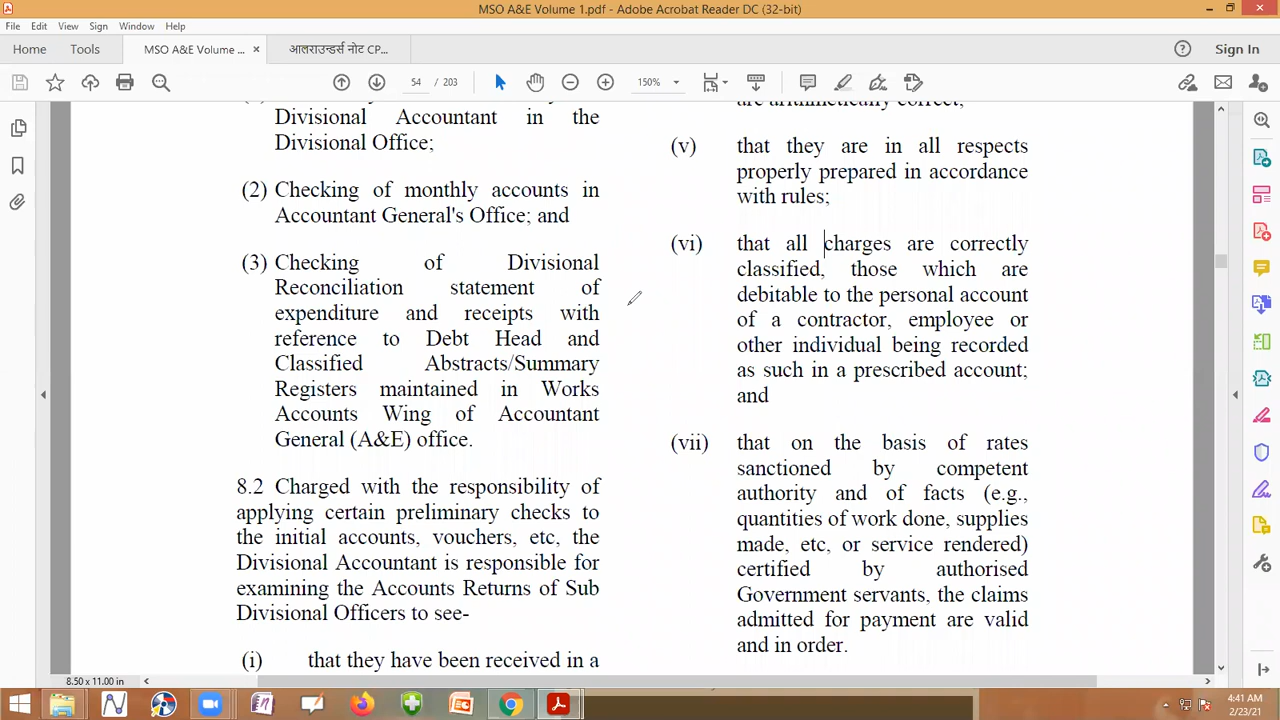 MSO A&E Volume 1.pdf - Adobe Acrobat Reader DC (32-bit)
File Edit View Sign Window Help
Home Tools MSO A&E Volume ... × आलराउन्डर्स नोट CP... Sign In
54 / 203 150%
Divisional Accountant in the
Divisional Office;
(2) Checking of monthly accounts in
Accountant General's Office; and
(3) Checking of Divisional
Reconciliation statement of
expenditure and receipts with
reference to Debt Head and
Classified Abstracts/Summary
Registers maintained in Works
Accounts Wing of Accountant
General (A&E) office.
8.2 Charged with the responsibility of
applying certain preliminary checks to
the initial accounts, vouchers, etc, the
Divisional Accountant is responsible for
examining the Accounts Returns of Sub
Divisional Officers to see-
(i) that they have been received in a
are arithmetically correct;
(v) that they are in all respects
properly prepared in accordance
with rules;
(vi) that all charges are correctly
classified, those which are
debitable to the personal account
of a contractor, employee or
other individual being recorded
as such in a prescribed account;
and
(vii) that on the basis of rates
sanctioned by competent
authority and of facts (e.g.,
quantities of work done, supplies
made, etc, or service rendered)
certified by authorised
Government servants, the claims
admitted for payment are valid
and in order.
8.50 x 11.00 in
4:41 AM
2/23/21